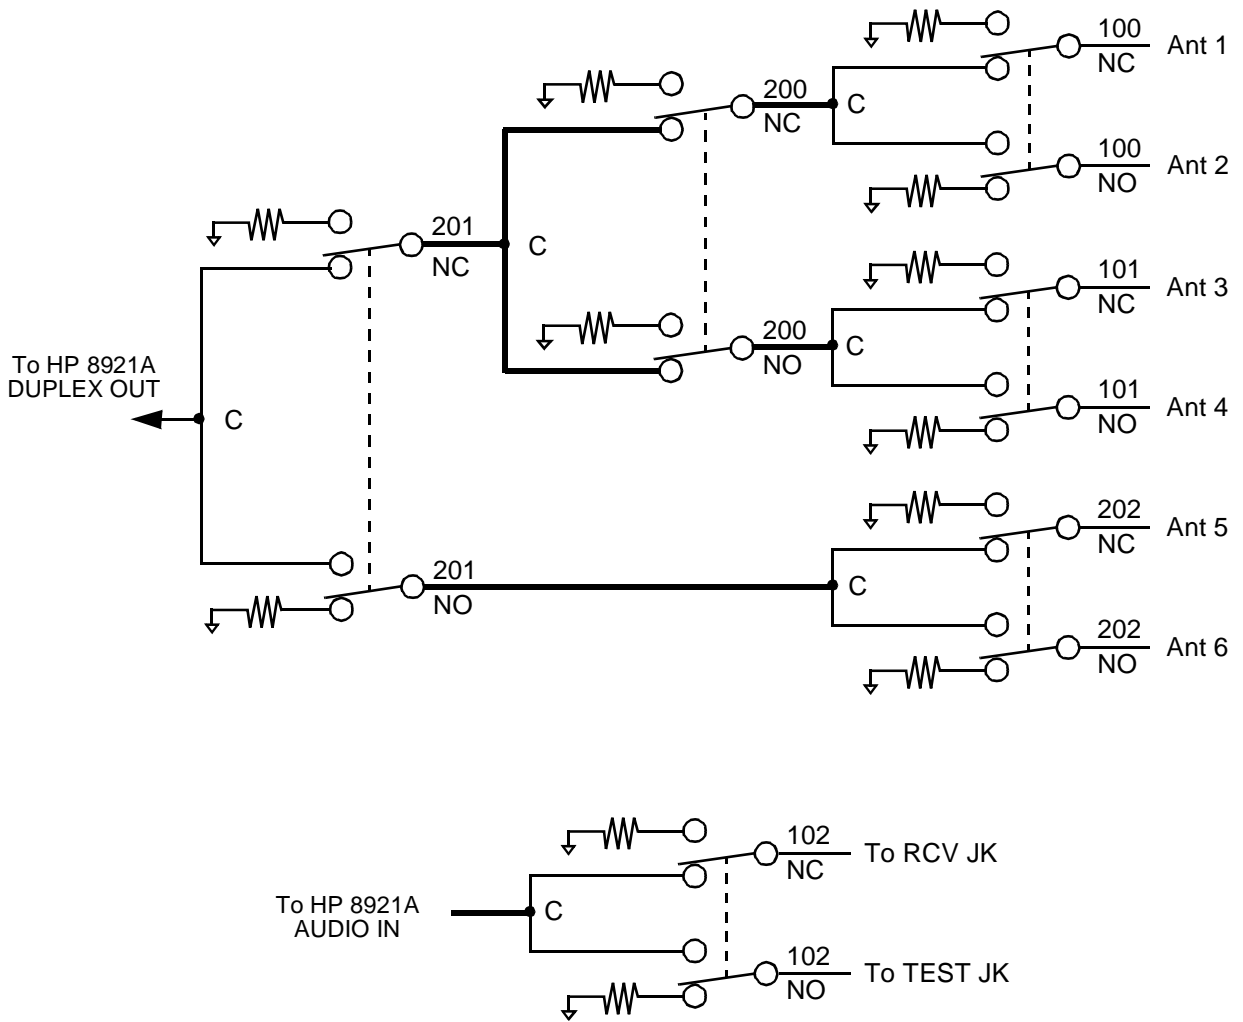 100
NC
Ant 1
200
NC
C
100
NO
Ant 2
201
NC
C
101
NC
Ant 3
200
NO
C
To HP 8921A
DUPLEX OUT
C
101
NO
Ant 4
202
NC
Ant 5
201
NO
C
202
NO
Ant 6
102
NC
To RCV JK
To HP 8921A
AUDIO IN
C
102
NO
To TEST JK